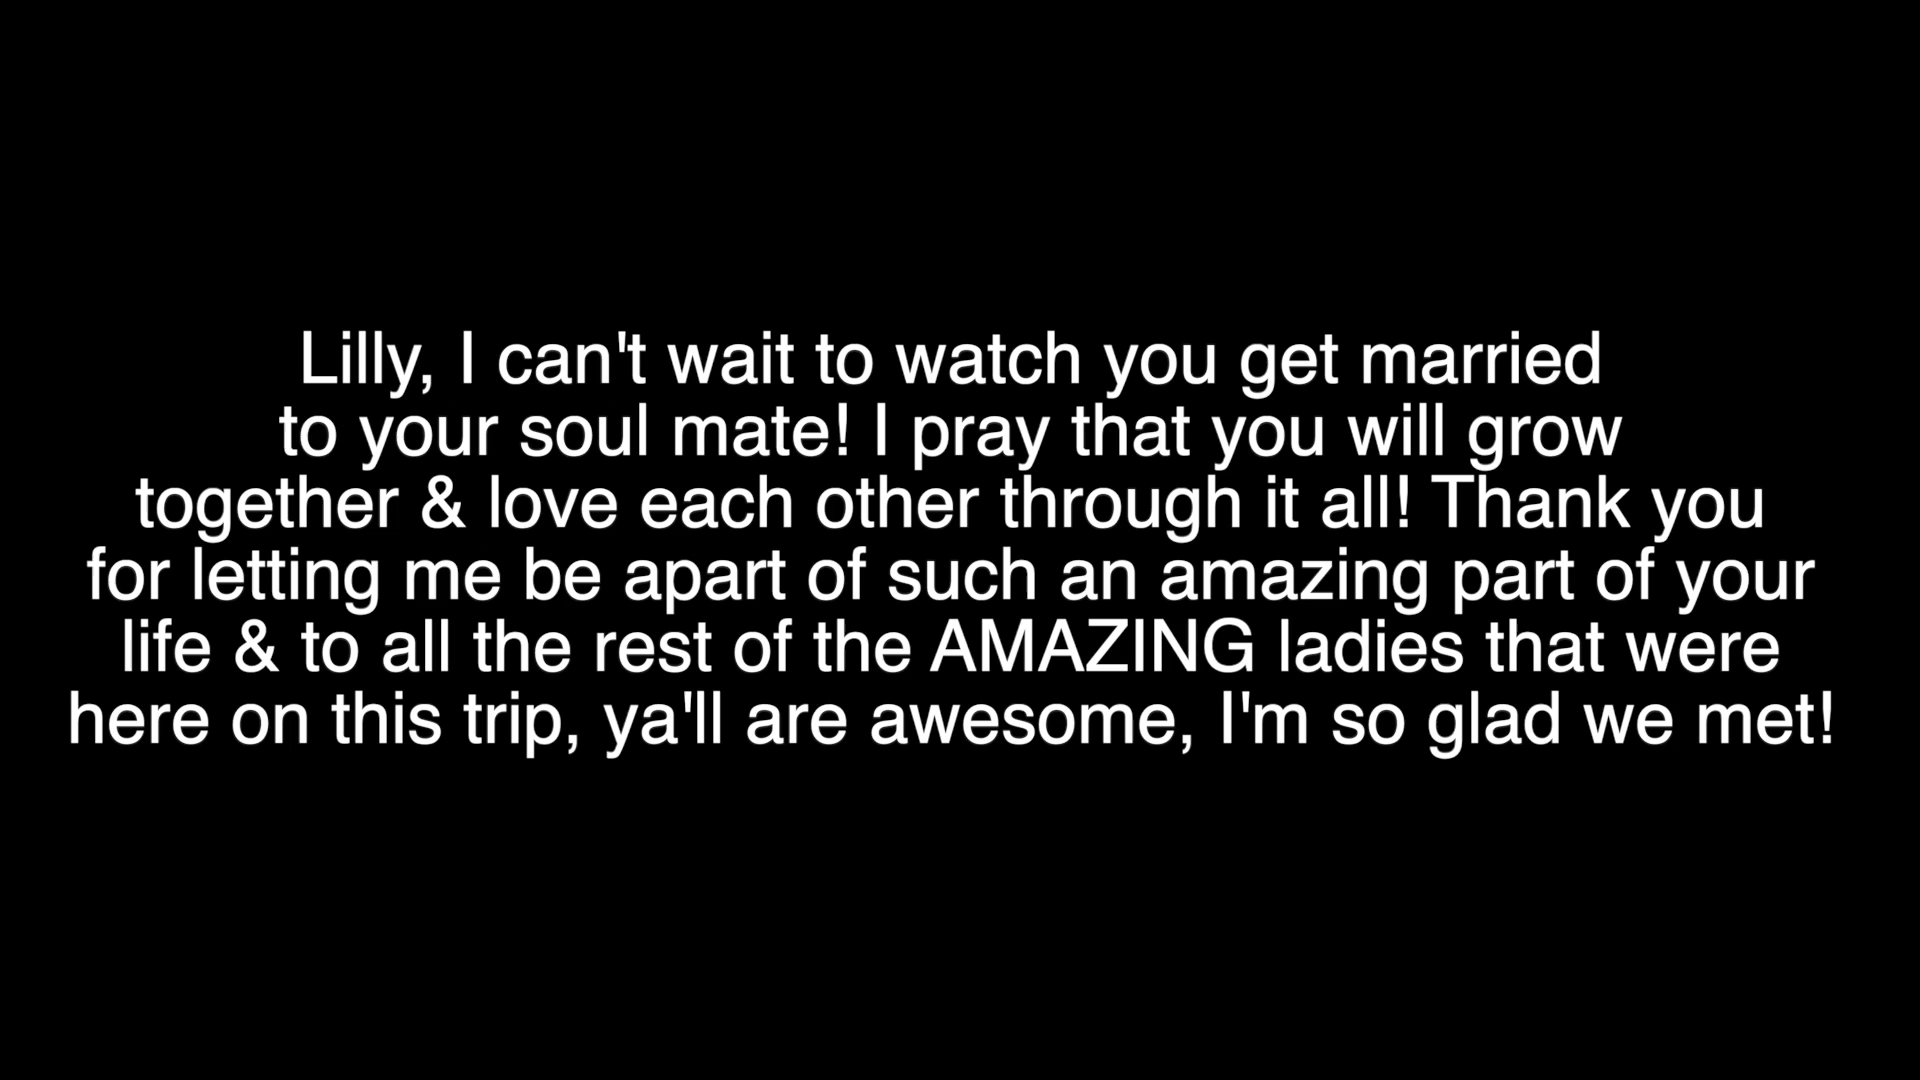 Lilly, I can't wait to watch you get married
to your soul mate! I pray that you will grow
together & love each other through it all! Thank you
for letting me be apart of such an amazing part of your
life & to all the rest of the AMAZING ladies that were
here on this trip, ya'll are awesome, I'm so glad we met!